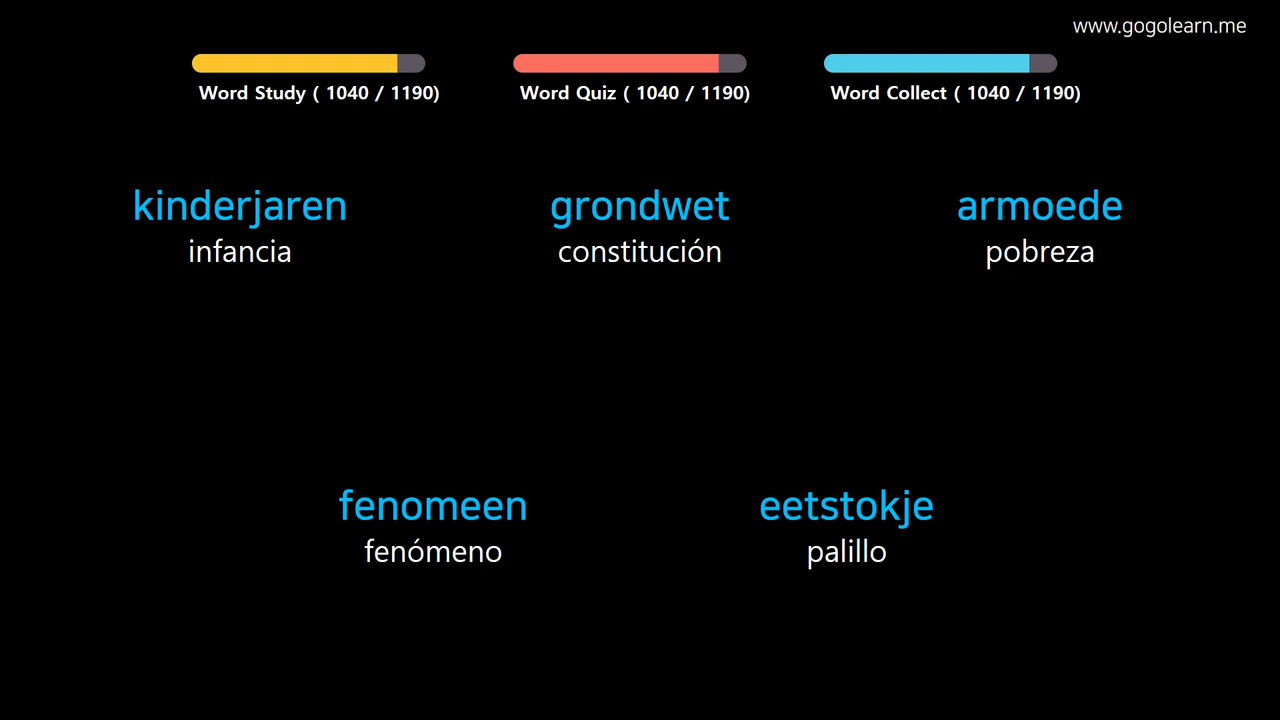 www.gogolearn.me
Word Study ( 1040 / 1190)
Word Quiz ( 1040 / 1190)
Word Collect ( 1040 / 1190)
kinderjaren
infancia
grondwet
constitución
armoede
pobreza
fenomeen
fenómeno
eetstokje
palillo